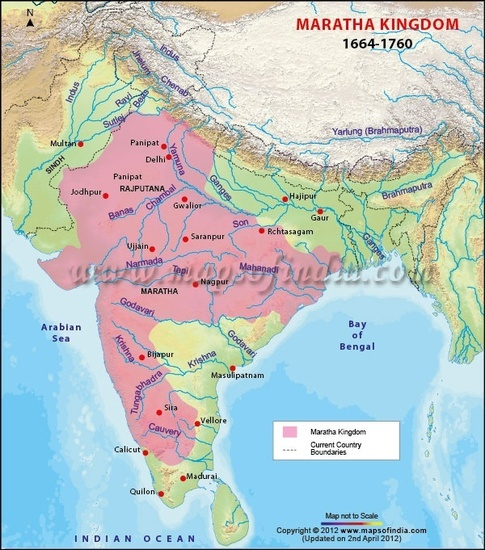 MARATHA KINGDOM
1664-1760
N
Indus
Jhelum
Chenab
Indus
Ravi
Beas
Sutlej
Multan
SINDH
Panipat
Delhi
Yamuna
Yarlung (Brahmaputra)
Panipat
RAJPUTANA
Jodhpur
Chambal
Banas
Gwalior
Ganges
Hajipur
Gaur
Brahmaputra
Son
Rchtasagam
Ganges
Ujjain
Saranpur
www.mapsofindia.com
Narmada
Tapi
Mahanadi
MARATHA
Nagpur
Godavari
Arabian
Sea
Bay
of
Bengal
Godavari
Krishna
Bijapur
Krishna
Masulipatnam
Tungabhadra
Sira
Vellore
Cauvery
Calicut
Madurai
Quilon
Maratha Kingdom
Current Country
Boundaries
Map not to Scale
Copyright © 2012 www.mapsofindia.com
(Updated on 2nd April 2012)
INDIAN OCEAN